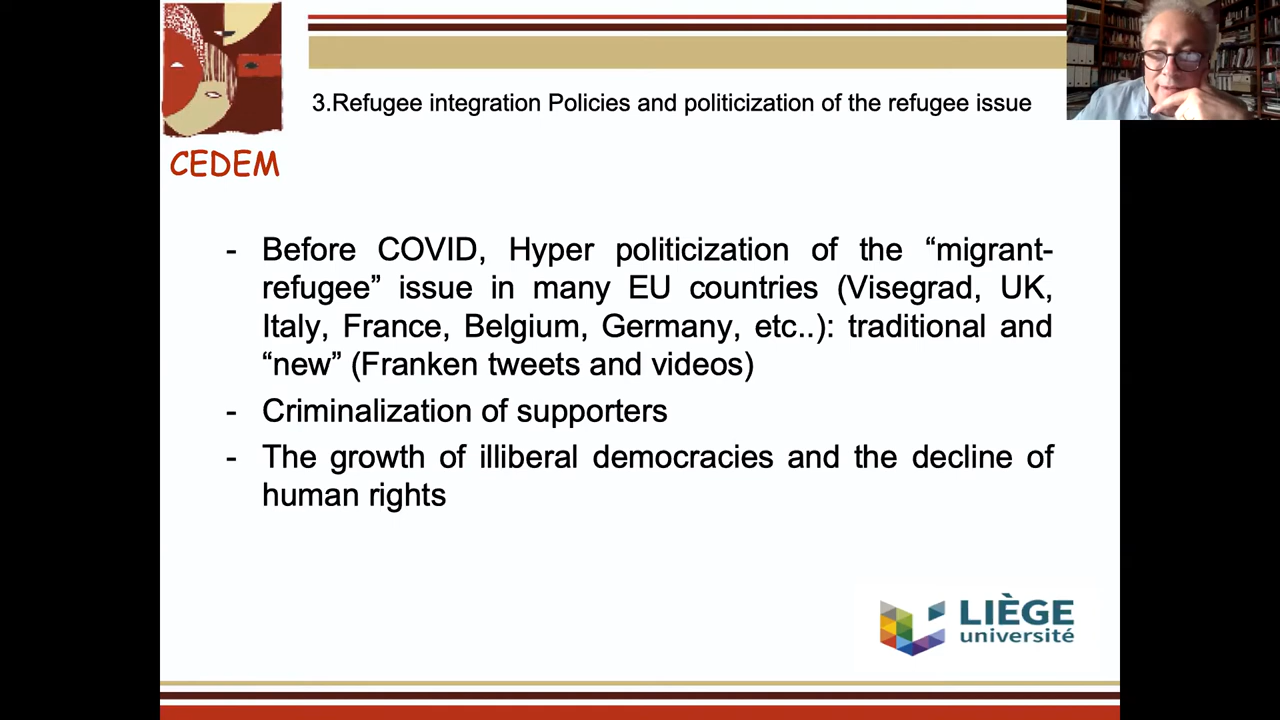 3.Refugee integration Policies and politicization of the refugee issue
CEDEM
- Before COVID, Hyper politicization of the “migrant-
refugee” issue in many EU countries (Visegrad, UK,
Italy, France, Belgium, Germany, etc..): traditional and
“new” (Franken tweets and videos)
- Criminalization of supporters
- The growth of illiberal democracies and the decline of
human rights
LIÈGE
université